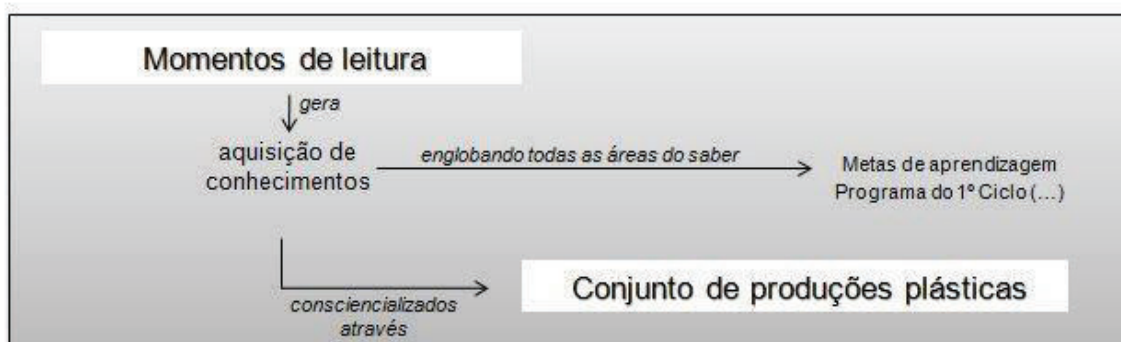 Momentos de leitura
gera
aquisição de
conhecimentos
englobando todas as áreas do saber
Metas de aprendizagem
Programa do 1º Ciclo (…)
consciencializados
através
Conjunto de produções plásticas